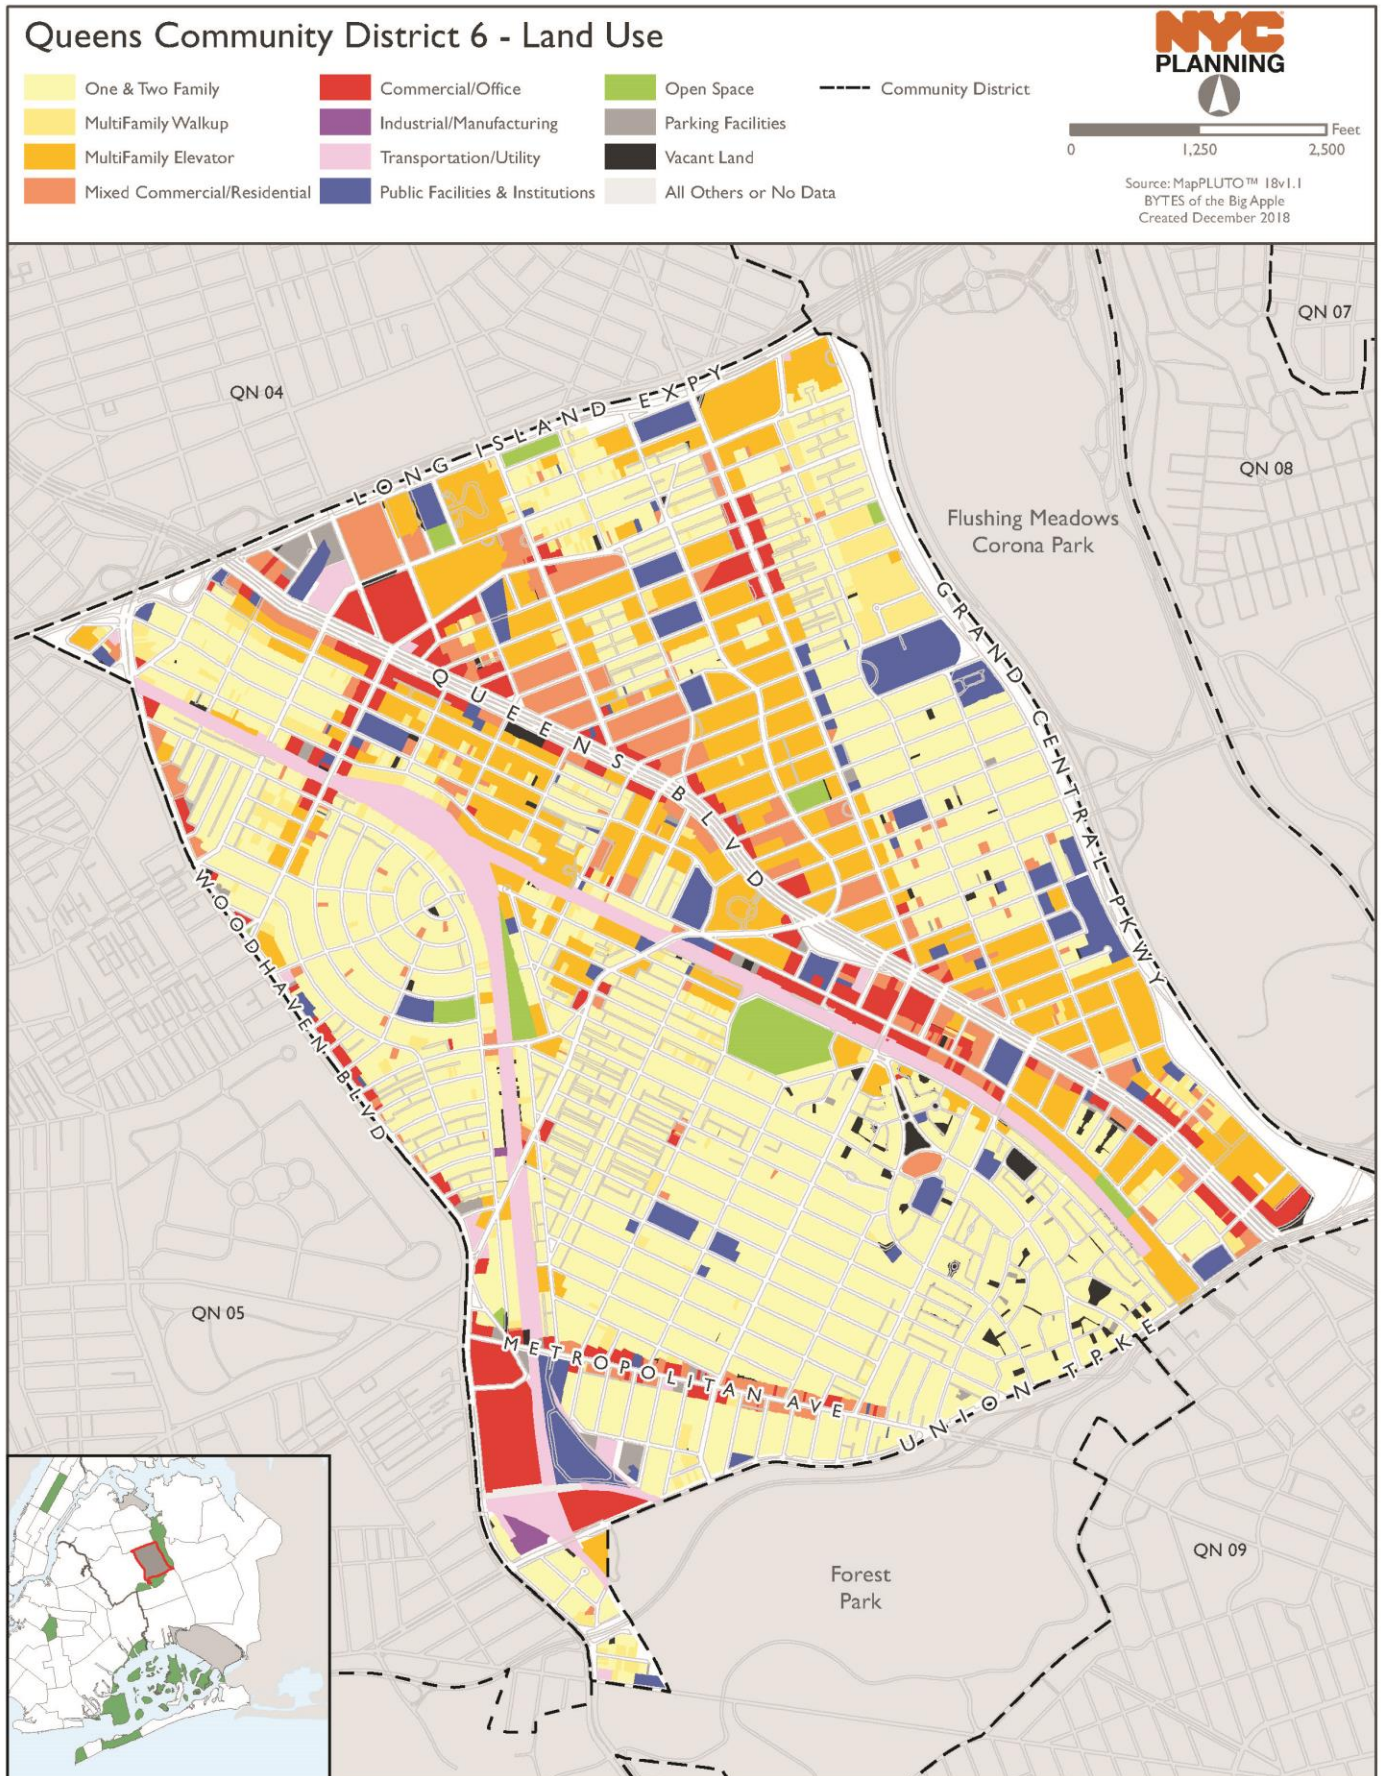 Queens Community District 6 - Land Use
NYC
PLANNING
One & Two Family
Commercial/Office
Open Space
Community District
MultiFamily Walkup
Industrial/Manufacturing
Parking Facilities
MultiFamily Elevator
Transportation/Utility
Vacant Land
Mixed Commercial/Residential
Public Facilities & Institutions
All Others or No Data
Feet
0 1,250 2,500
Source: MapPLUTO™ 18v1.1
BYTES of the Big Apple
Created December 2018
QN 07
QN 04
LONG ISLAND EXPY
QN 08
Flushing Meadows
Corona Park
GRAND CENTRAL PKWY
QUEENS BLVD
WOODHAVEN BLVD
QN 05
METROPOLITAN AVE
UNION TPKE
QN 09
Forest
Park